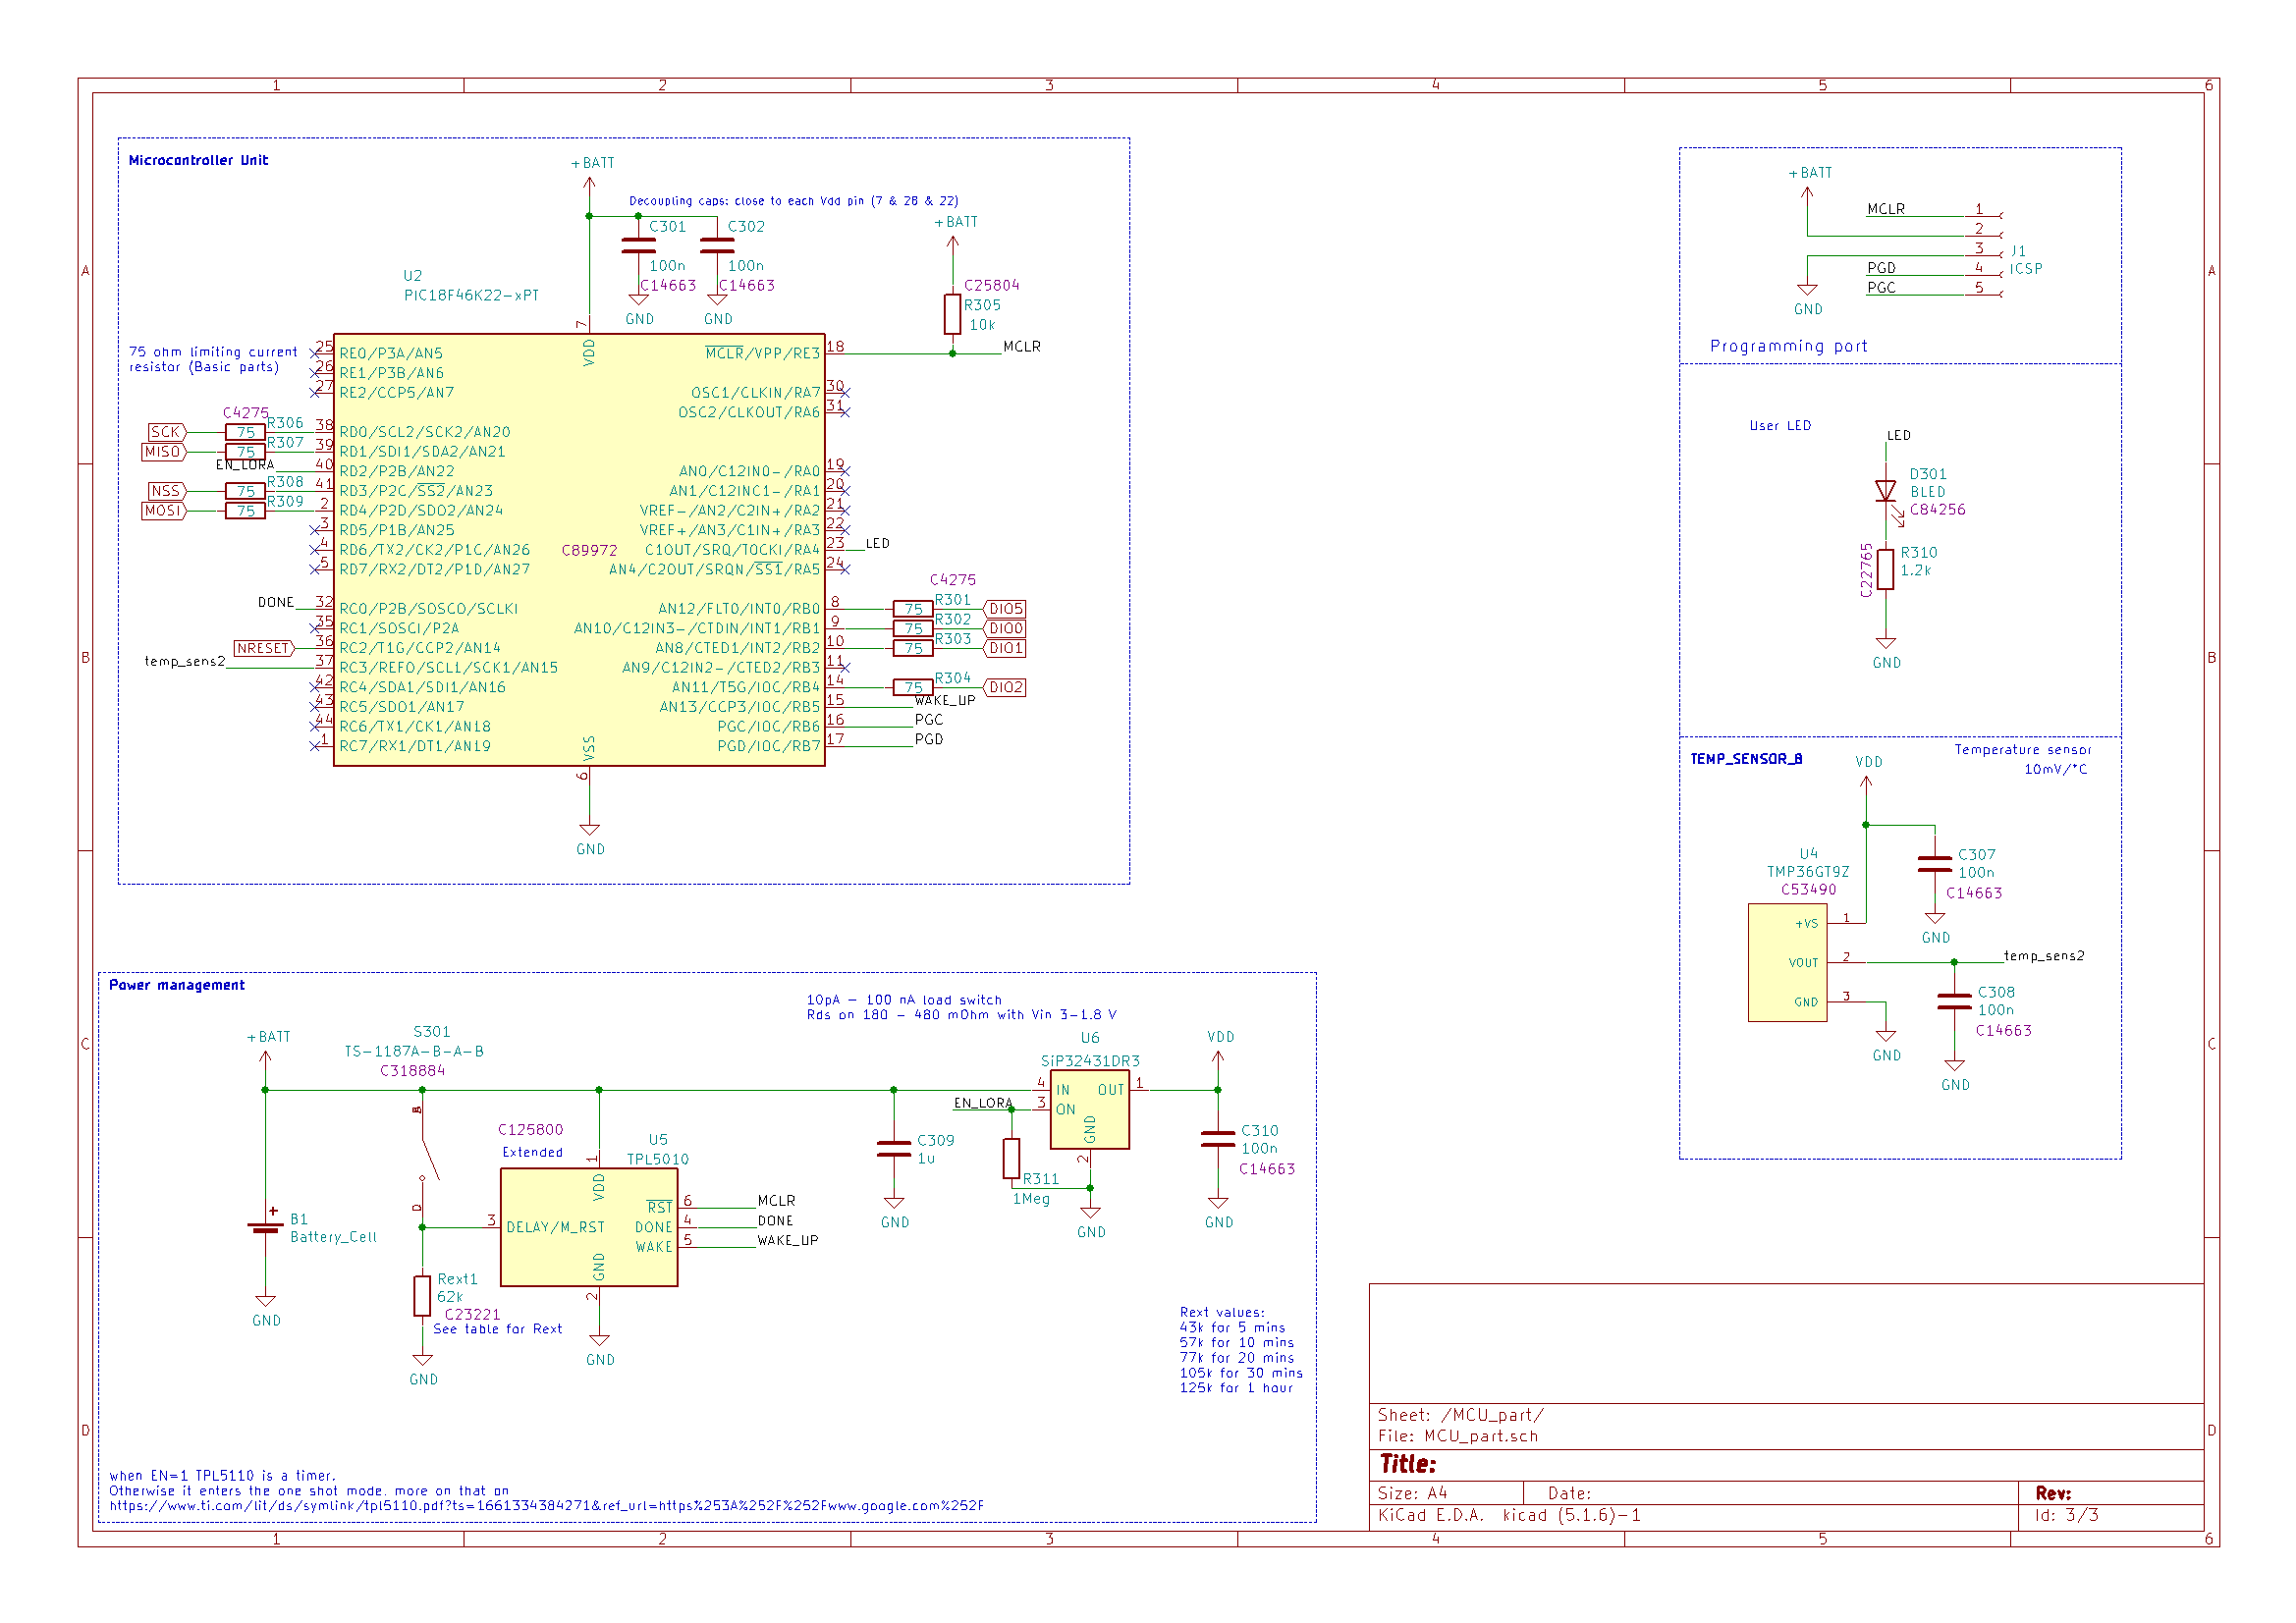 1 2 3 4 5 6
A
B
C
D
Microcontroller Unit
+BATT
Decoupling caps: close to each Vdd pin (7 & 28 & 22)
C301
100n
C14663
GND
C302
100n
C14663
GND
+BATT
C25804
R305
10k
MCLR
U2
PIC18F46K22-xPT
75 ohm limiting current
resistor (Basic parts)
7
VDD
25 RE0/P3A/AN5
26 RE1/P3B/AN6
27 RE2/CCP5/AN7
C4275
SCK 75 R306 38 RD0/SCL2/SCK2/AN20
MISO 75 R307 39 RD1/SDI1/SDA2/AN21
EN_LORA 40 RD2/P2B/AN22
NSS 75 R308 41 RD3/P2C/SS2/AN23
MOSI 75 R309 2 RD4/P2D/SDO2/AN24
3 RD5/P1B/AN25
4 RD6/TX2/CK2/P1C/AN26
5 RD7/RX2/DT2/P1D/AN27
C89972
DONE 32 RC0/P2B/SOSCO/SCLKI
35 RC1/SOSCI/P2A
NRESET 36 RC2/T1G/CCP2/AN14
temp_sens2 37 RC3/REFO/SCL1/SCK1/AN15
42 RC4/SDA1/SDI1/AN16
43 RC5/SDO1/AN17
44 RC6/TX1/CK1/AN18
1 RC7/RX1/DT1/AN19
MCLR/VPP/RE3 18
OSC1/CLKIN/RA7 30
OSC2/CLKOUT/RA6 31
AN0/C12IN0-/RA0 19
AN1/C12INC1-/RA1 20
VREF-/AN2/C2IN+/RA2 21
VREF+/AN3/C1IN+/RA3 22
C1OUT/SRQ/TOCKI/RA4 23 LED
AN4/C2OUT/SRQN/SS1/RA5 24
C4275
AN12/FLT0/INT0/RB0 8 75 R301 DIO5
AN10/C12IN3-/CTDIN/INT1/RB1 9 75 R302 DIO0
AN8/CTED1/INT2/RB2 10 75 R303 DIO1
AN9/C12IN2-/CTED2/RB3 11
AN11/T5G/IOC/RB4 14 75 R304 DIO2
AN13/CCP3/IOC/RB5 15 WAKE_UP
PGC/IOC/RB6 16 PGC
PGD/IOC/RB7 17 PGD
VSS
6
GND
+BATT
MCLR 1
2
3
PGD 4
PGC 5
J1
ICSP
GND
Programming port
User LED
LED
D301
BLED
C84256
C22765
R310
1.2k
GND
TEMP_SENSOR_B
Temperature sensor
10mV/°C
VDD
U4
TMP36GT9Z
C53490
C307
100n
C14663
GND
+VS 1
VOUT 2
GND 3
temp_sens2
C308
100n
C14663
GND
GND
Power management
10pA - 100 nA load switch
Rds on 180 - 480 mOhm with Vin 3-1.8 V
+BATT
S301
TS-1187A-B-A-B
C318884
B
D
C125800
Extended
U5
TPL5010
1
VDD
3 DELAY/M_RST
RST 6 MCLR
DONE 4 DONE
WAKE 5 WAKE_UP
GND
2
GND
B1
Battery_Cell
+
GND
Rext1
62k
C23221
See table for Rext
GND
C309
1u
GND
EN_LORA
R311
1Meg
U6
SiP32431DR3
4 IN
3 ON
OUT 1
GND
2
GND
VDD
C310
100n
C14663
GND
Rext values:
43k for 5 mins
57k for 10 mins
77k for 20 mins
105k for 30 mins
125k for 1 hour
when EN=1 TPL5110 is a timer.
Otherwise it enters the one shot mode. more on that on
https://www.ti.com/lit/ds/symlink/tpl5110.pdf?ts=1661334384271&ref_url=https%253A%252F%252Fwww.google.com%252F
Sheet: /MCU_part/
File: MCU_part.sch
Title:
Size: A4 Date: Rev:
KiCad E.D.A. kicad (5.1.6)-1 Id: 3/3
A
B
C
D
1 2 3 4 5 6